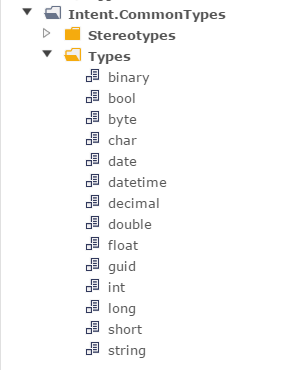 Intent.CommonTypes
Stereotypes
Types
binary
bool
byte
char
date
datetime
decimal
double
float
guid
int
long
short
string